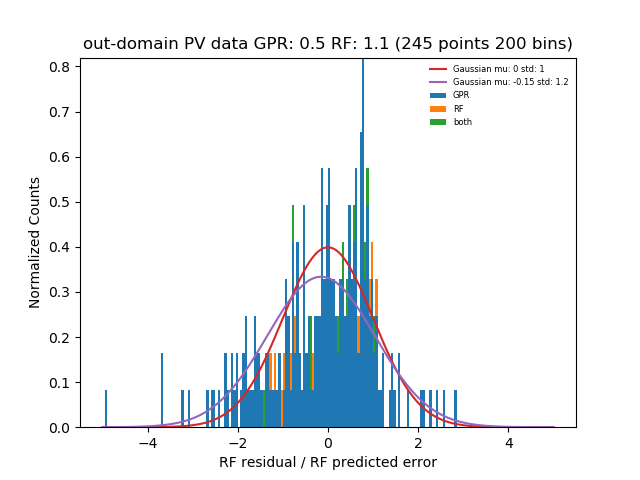 out-domain PV data GPR: 0.5 RF: 1.1 (245 points 200 bins)
Gaussian mu: 0 std: 1
Gaussian mu: -0.15 std: 1.2
GPR
RF
both
Normalized Counts
0.8
0.7
0.6
0.5
0.4
0.3
0.2
0.1
0.0
−4 −2 0 2 4
RF residual / RF predicted error